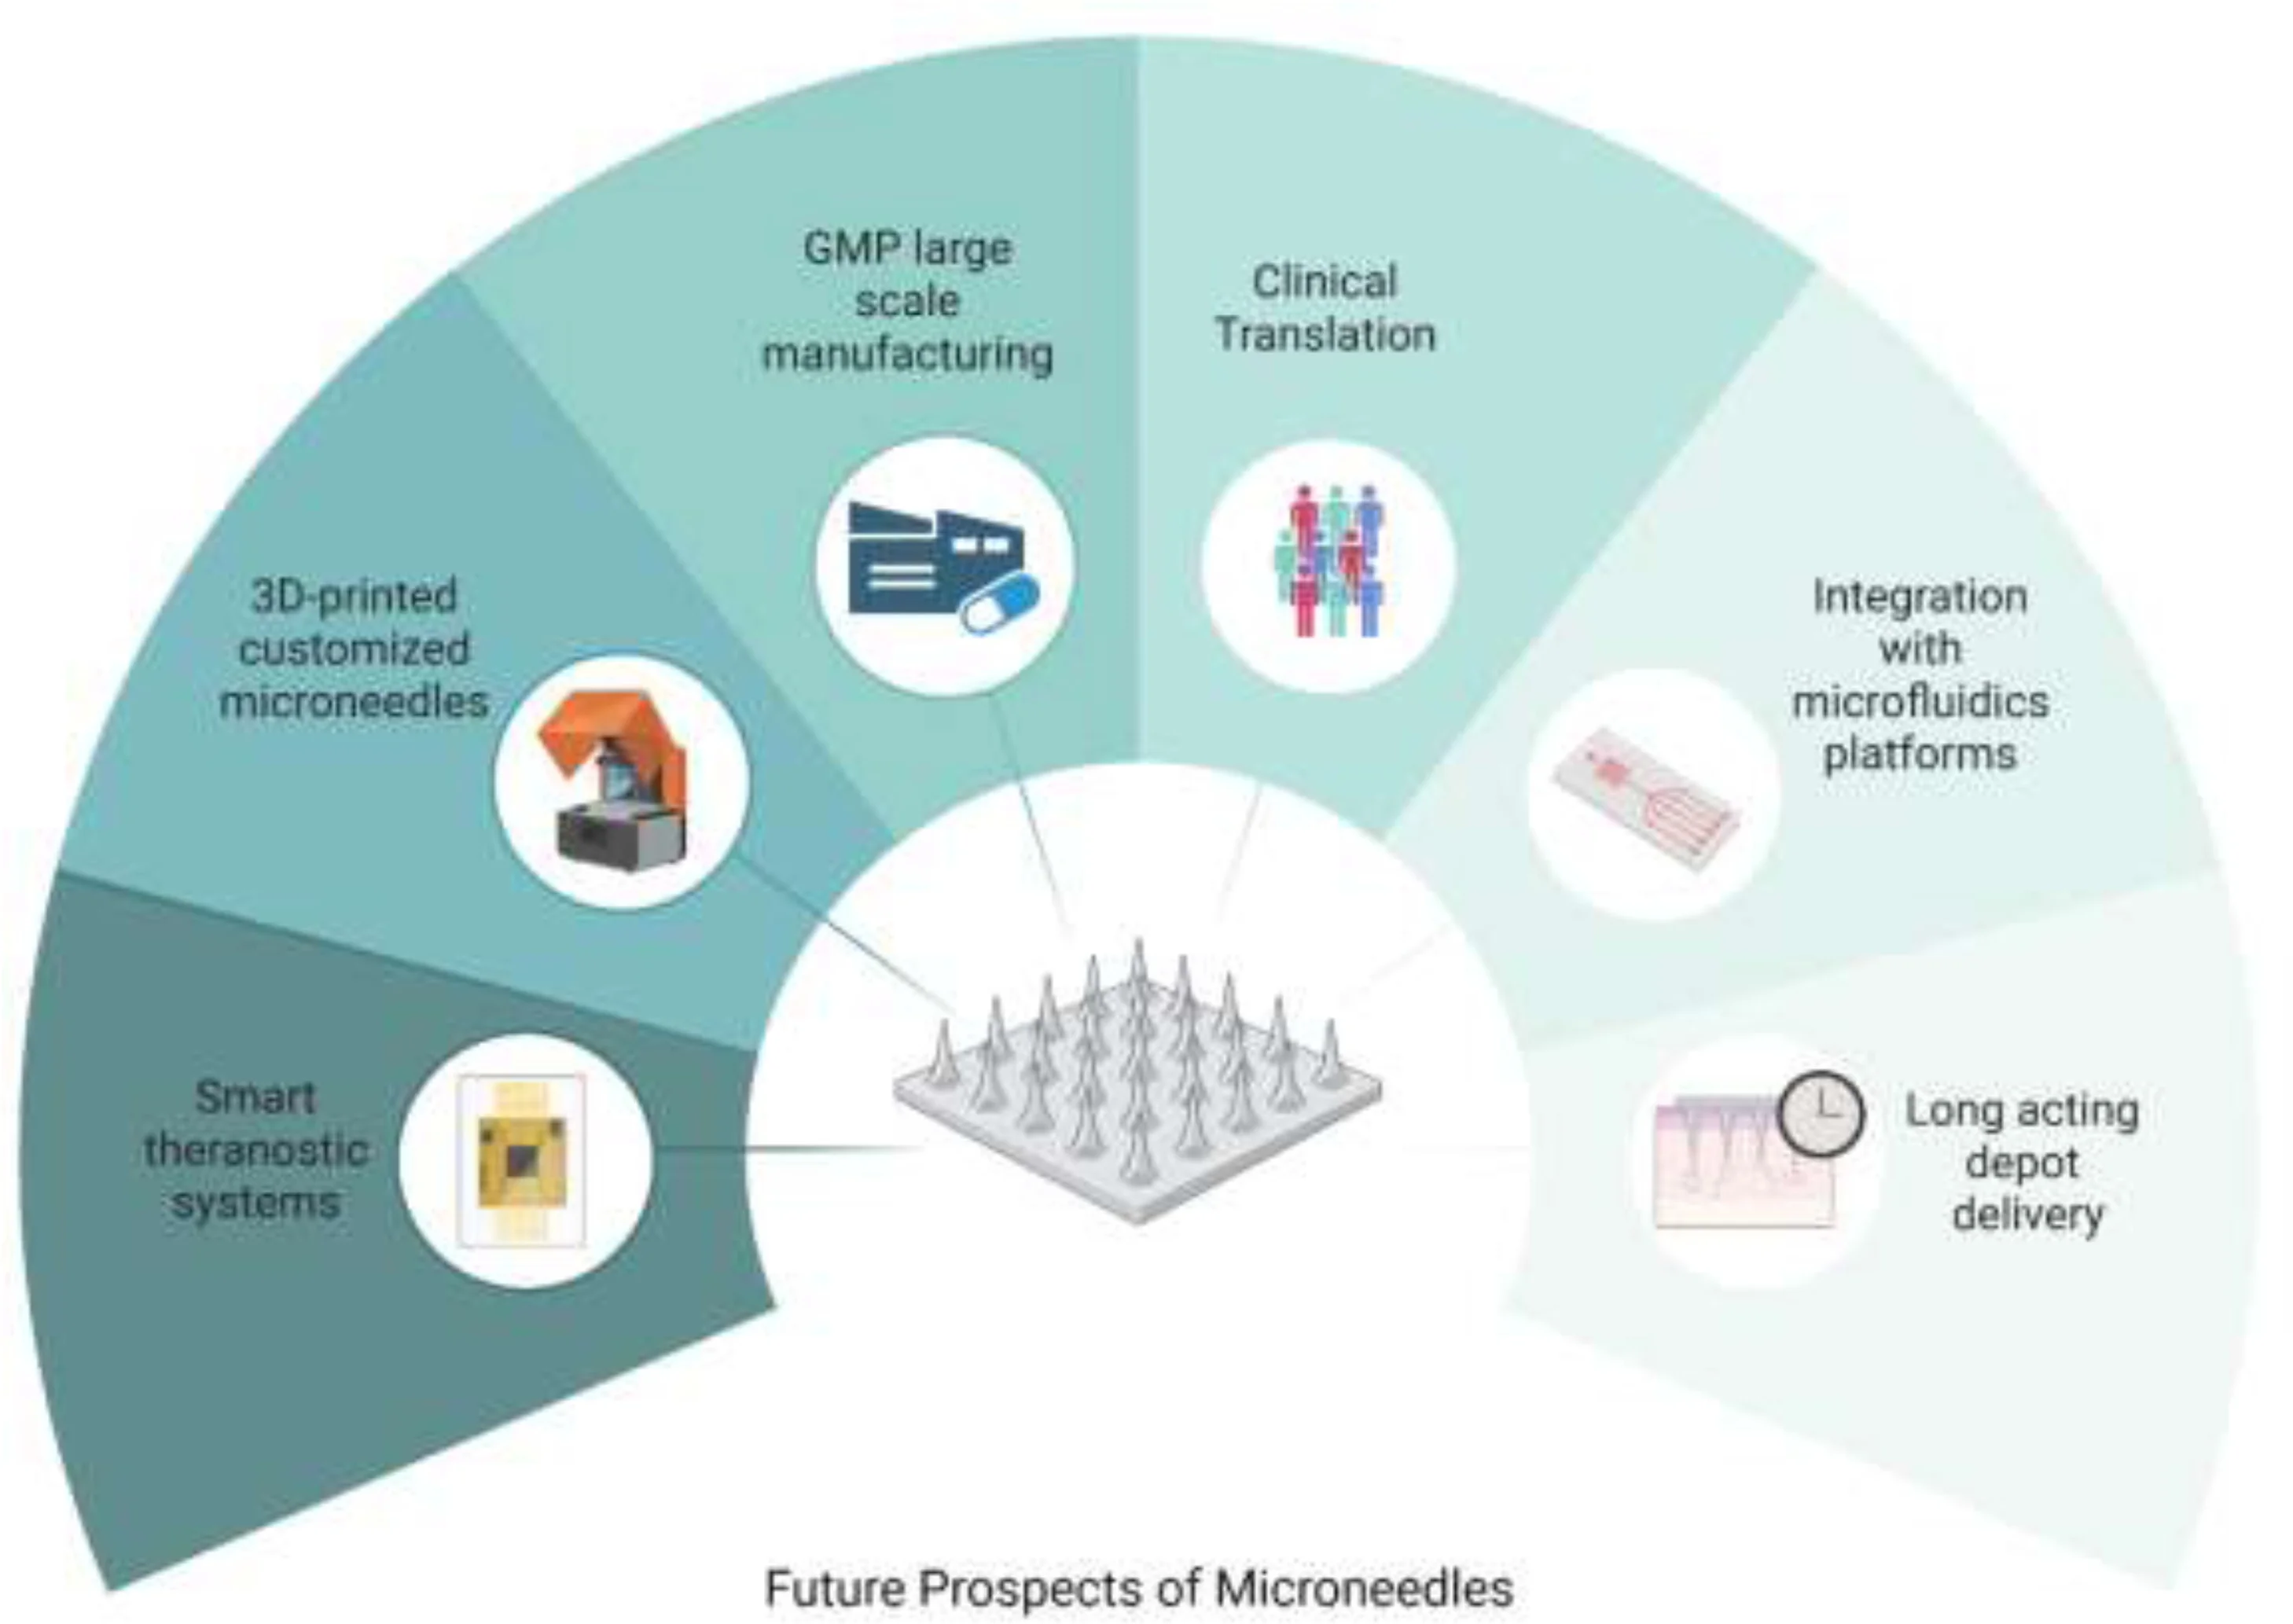 GMP large
scale
manufacturing
Clinical
Translation
3D-printed
customized
microneedles
Integration
with
microfluidics
platforms
Smart
theranostic
systems
Long acting
depot
delivery
Future Prospects of Microneedles